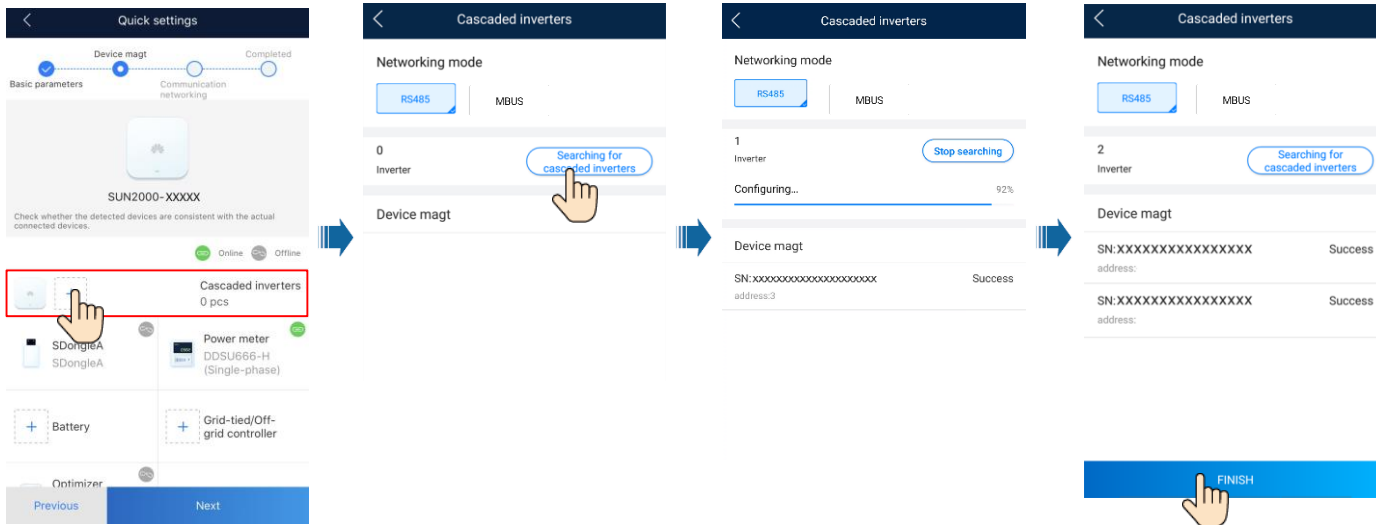 Quick settings
Device magt
Completed
Basic parameters
Communication
networking
SUN2000-XXXXX
Check whether the detected devices are consistent with the actual
connected devices.
Online
Offline
Cascaded inverters
0 pcs
SDongleA
SDongleA
Power meter
DDSU666-H
(Single-phase)
Battery
Grid-tied/Off-
grid controller
Optimizer
Previous
Next
Cascaded inverters
Networking mode
RS485
MBUS
0
Inverter
Searching for
cascaded inverters
Device magt
Cascaded inverters
Networking mode
RS485
MBUS
1
Inverter
Stop searching
Configuring...
92%
Device magt
SN:xxxxxxxxxxxxxxxxxxxxx
Success
address:3
Cascaded inverters
Networking mode
RS485
MBUS
2
Inverter
Searching for
cascaded inverters
Device magt
SN:XXXXXXXXXXXXXXXX
Success
address:
SN:XXXXXXXXXXXXXXXX
Success
address:
FINISH